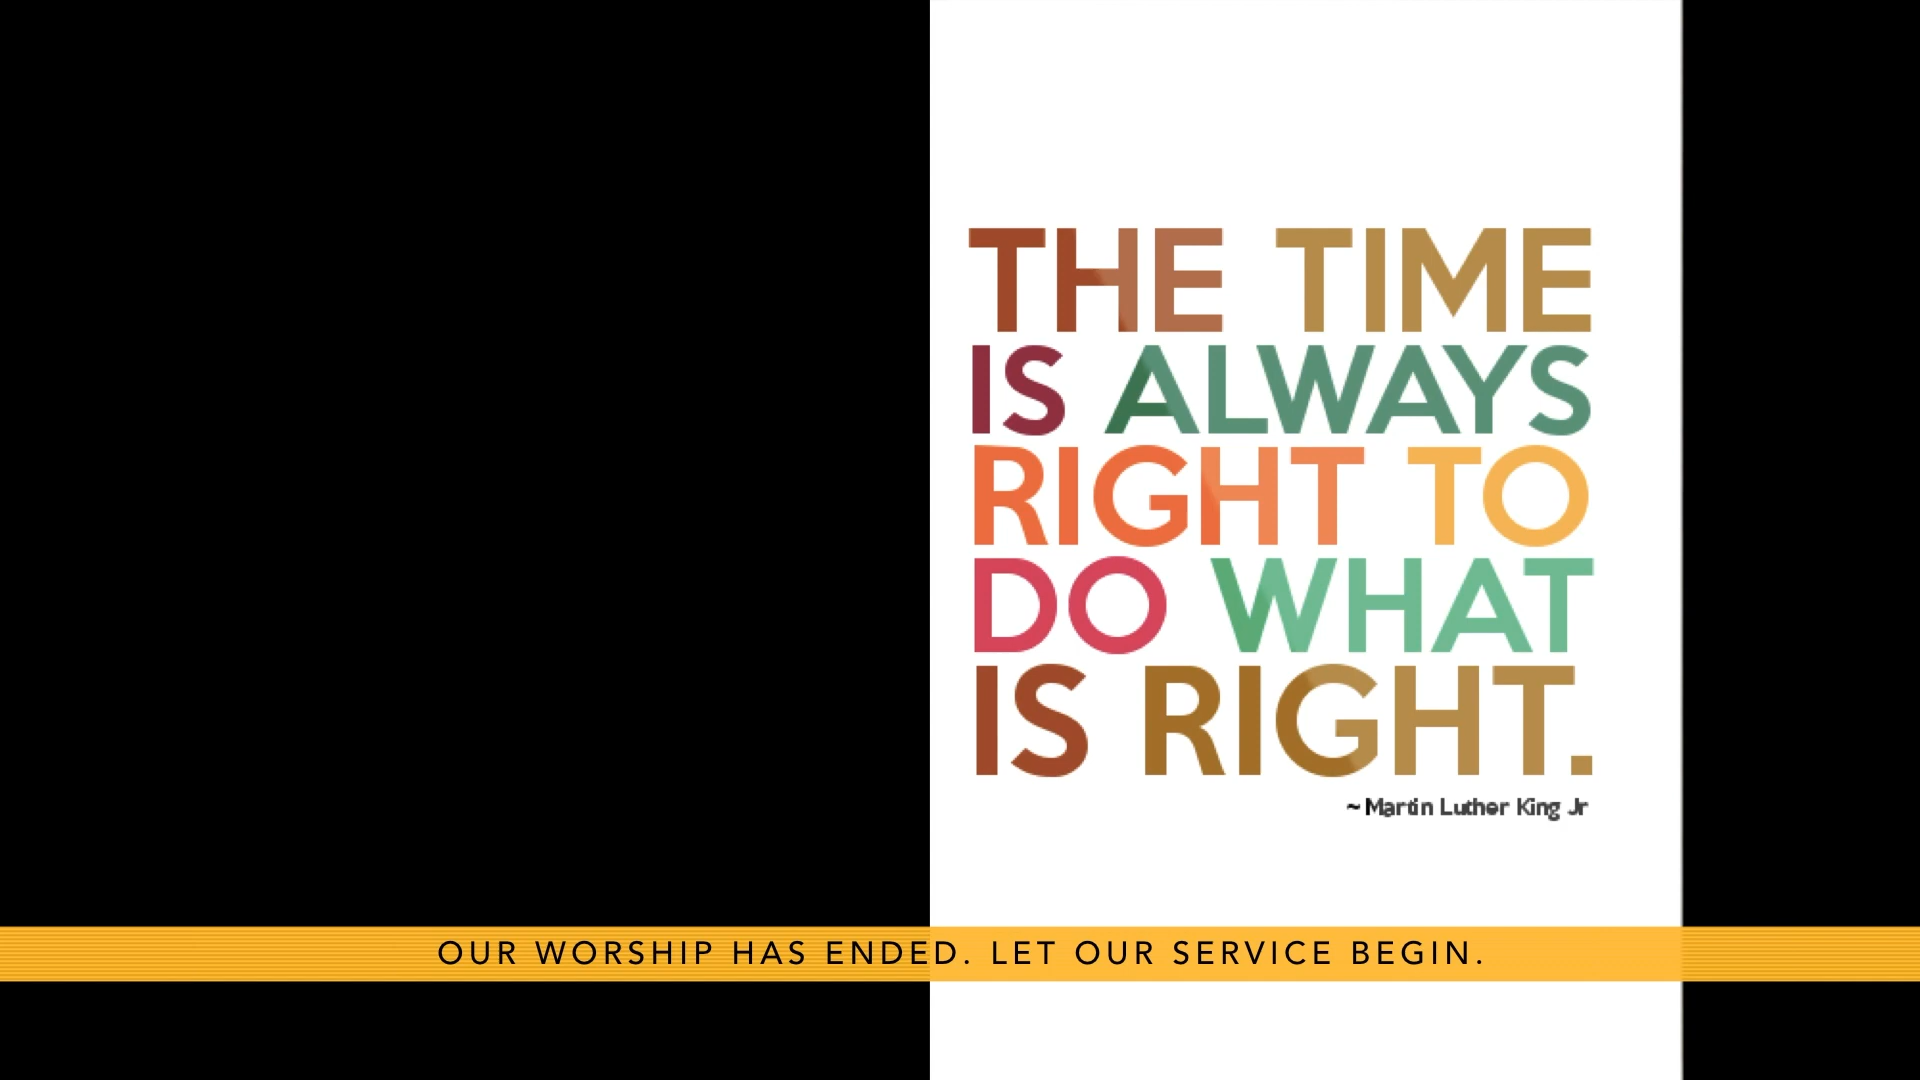 THE TIME
IS ALWAYS
RIGHT TO
DO WHAT
IS RIGHT.
~Martin Luther King Jr
OUR WORSHIP HAS ENDED. LET OUR SERVICE BEGIN.